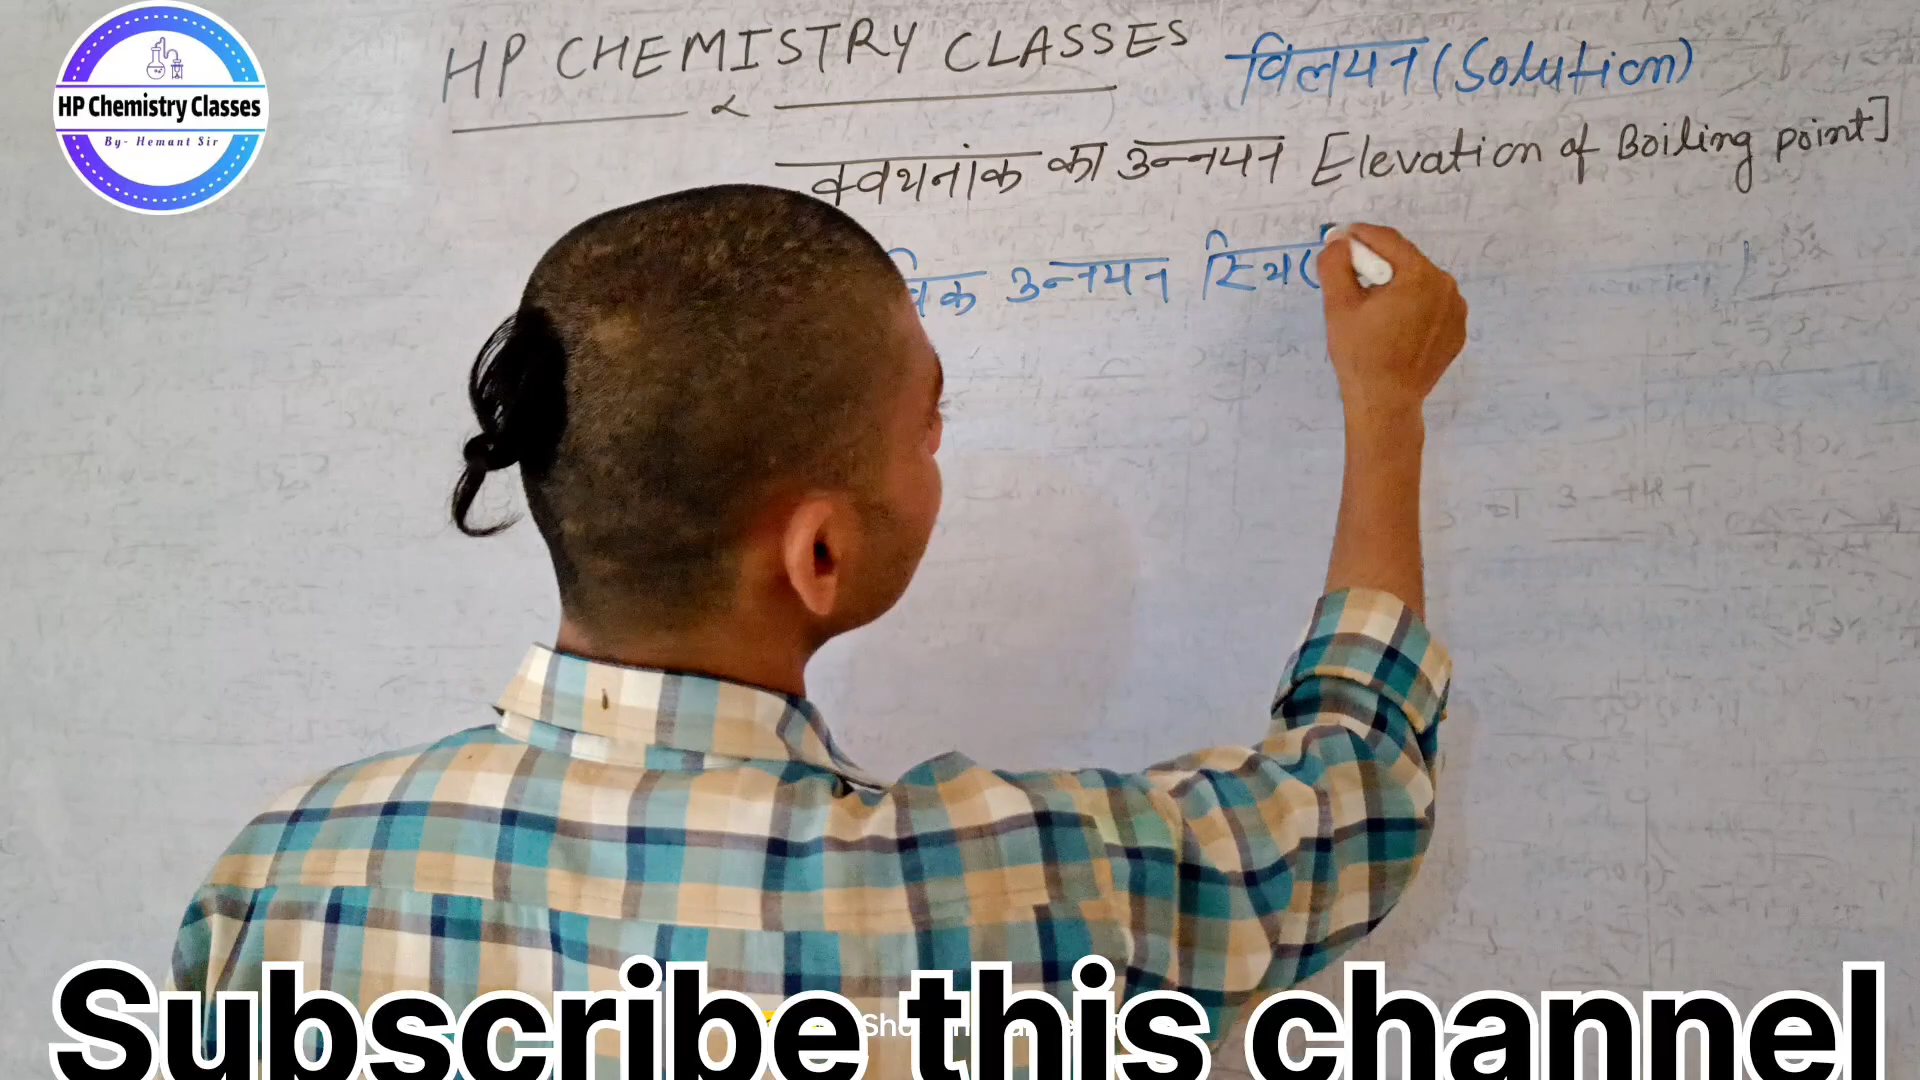 HP Chemistry Classes
By- Hemant Sir
HP CHEMISTRY CLASSES
विलयन (Solution)
क्वथनांक का उन्नयन [Elevation of Boiling point]
उन्नयन
Subscribe this channel